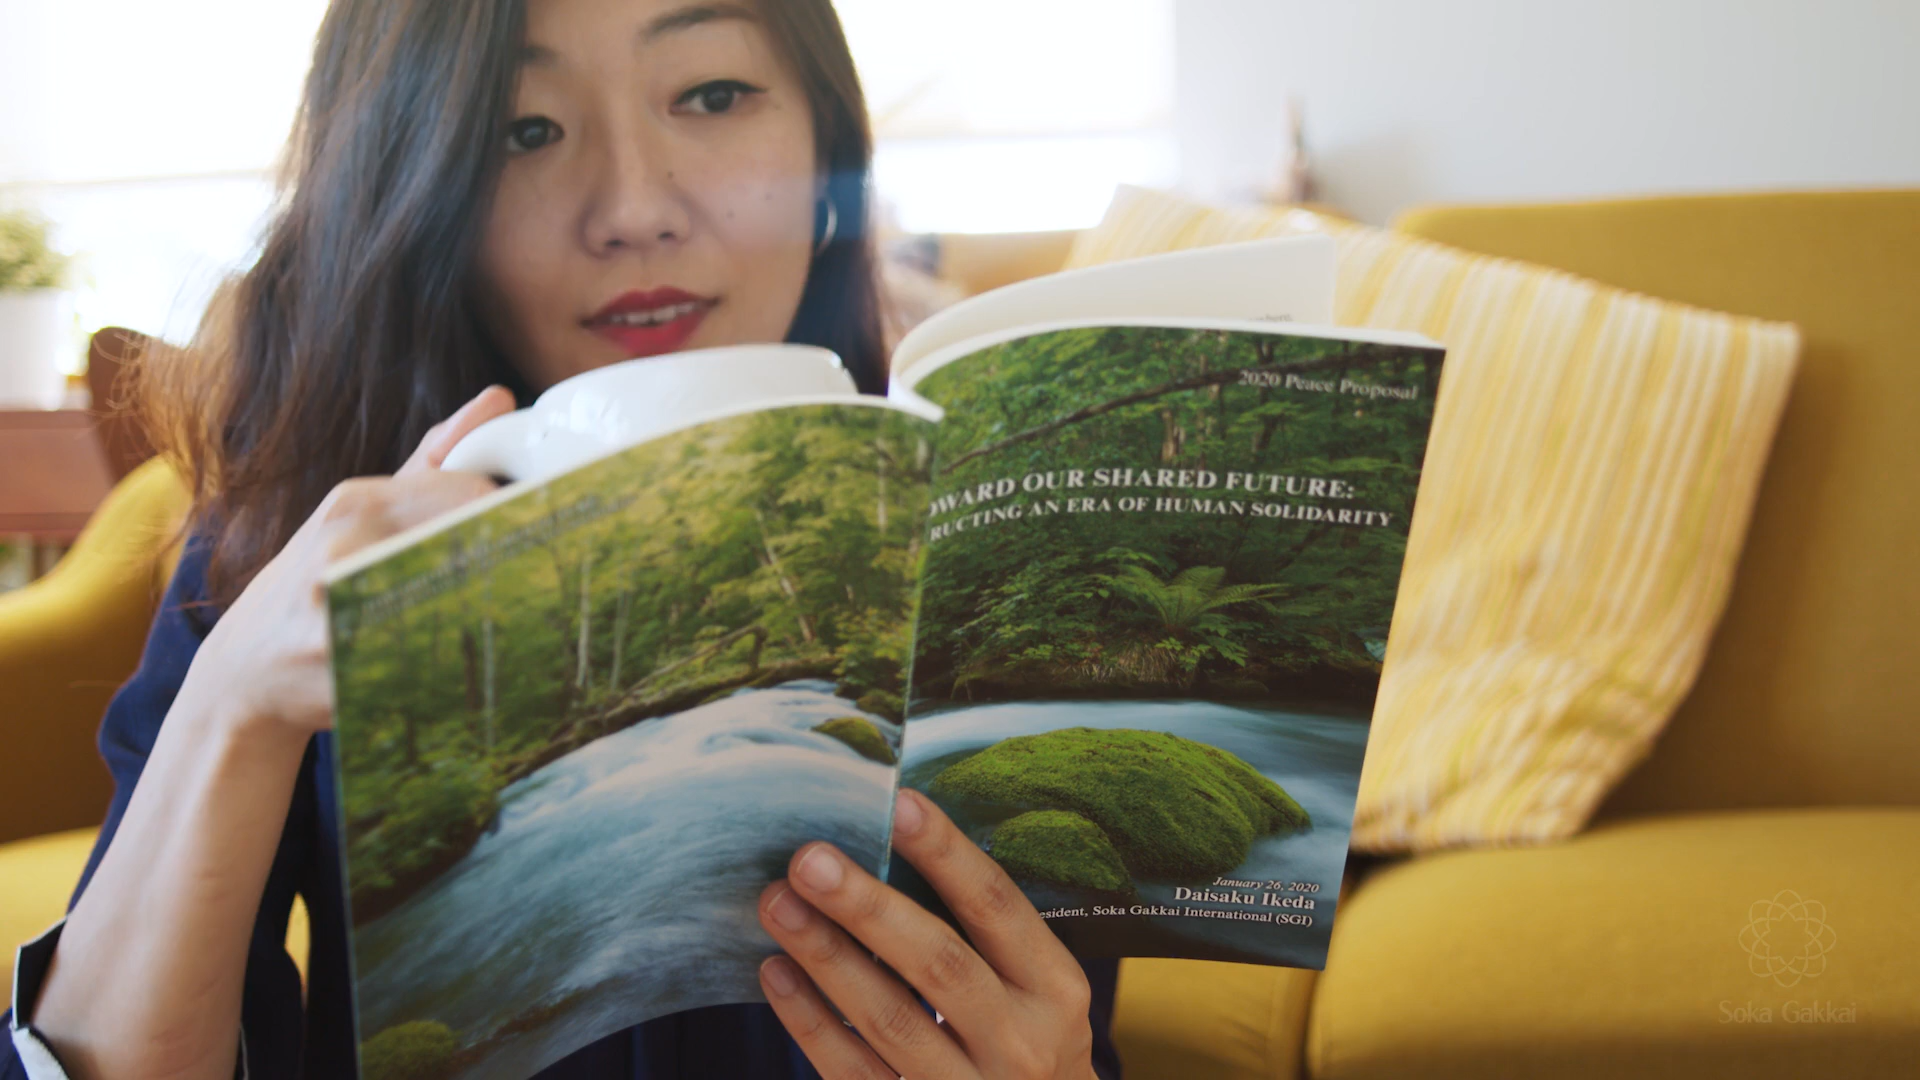 2020 Peace Proposal
OWARD OUR SHARED FUTURE:
RUCTING AN ERA OF HUMAN SOLIDARITY
January 26, 2020
Daisaku Ikeda
esident, Soka Gakkai International (SGI)
Soka Gakkai